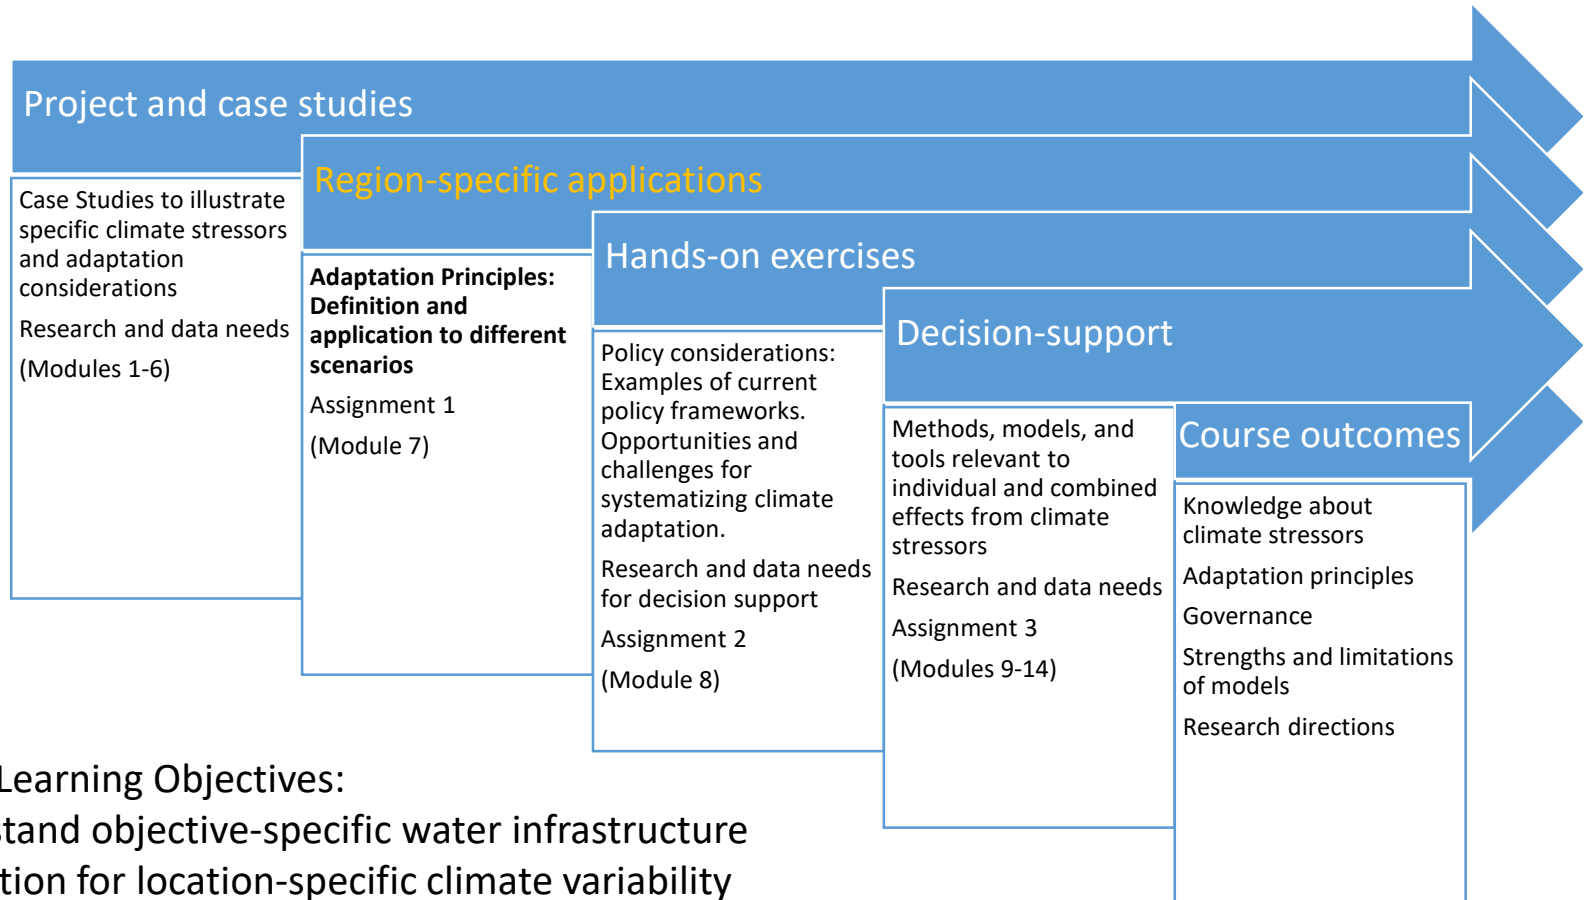 Project and case studies
Case Studies to illustrate
specific climate stressors
and adaptation
considerations
Research and data needs
(Modules 1-6)
Region-specific applications
Adaptation Principles:
Definition and
application to different
scenarios
Assignment 1
(Module 7)
Hands-on exercises
Policy considerations:
Examples of current
policy frameworks.
Opportunities and
challenges for
systematizing climate
adaptation.
Research and data needs
for decision support
Assignment 2
(Module 8)
Decision-support
Methods, models, and
tools relevant to
individual and combined
effects from climate
stressors
Research and data needs
Assignment 3
(Modules 9-14)
Course outcomes
Knowledge about
climate stressors
Adaptation principles
Governance
Strengths and limitations
of models
Research directions
Learning Objectives:
stand objective-specific water infrastructure
tion for location-specific climate variability